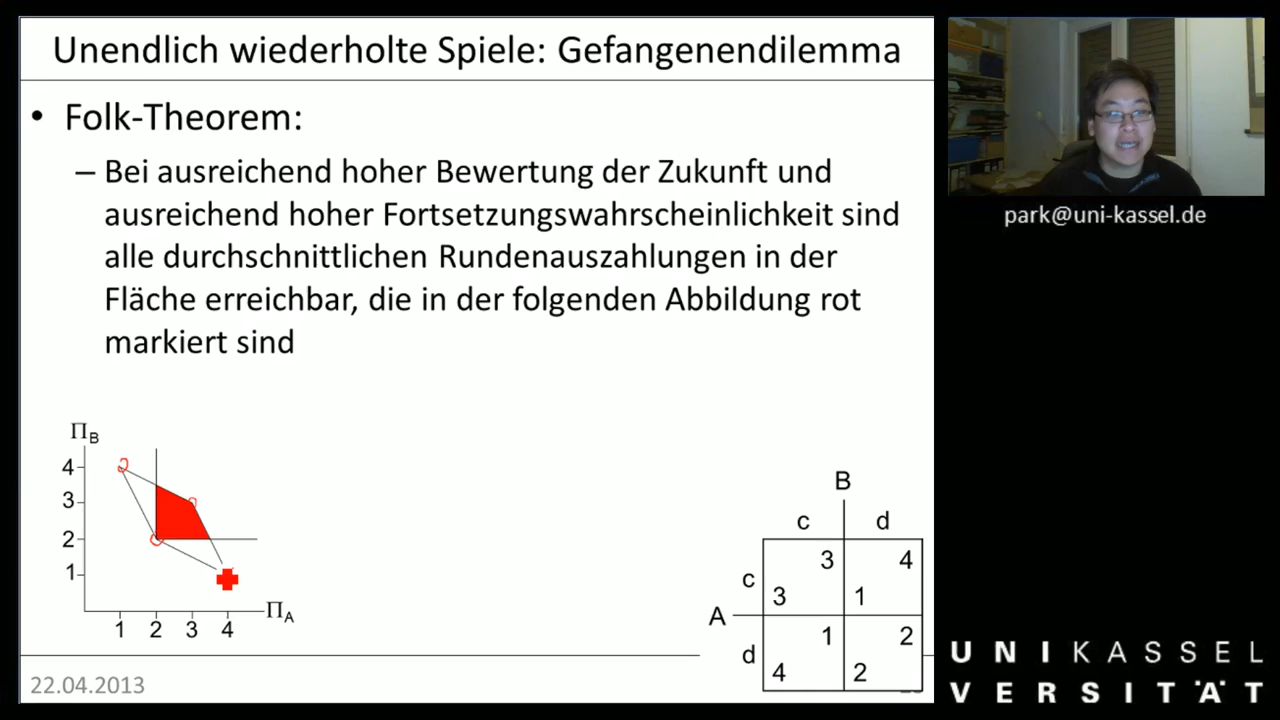 Unendlich wiederholte Spiele: Gefangenendilemma
• Folk-Theorem:
– Bei ausreichend hoher Bewertung der Zukunft und
ausreichend hoher Fortsetzungswahrscheinlichkeit sind
alle durchschnittlichen Rundenauszahlungen in der
Fläche erreichbar, die in der folgenden Abbildung rot
markiert sind
Π_B
4
3
2
1
1 2 3 4
Π_A
B
c d
3 4
c
3 1
A
1 2
d
4 2
22.04.2013
park@uni-kassel.de
UNIKASSEL
VERSITÄT